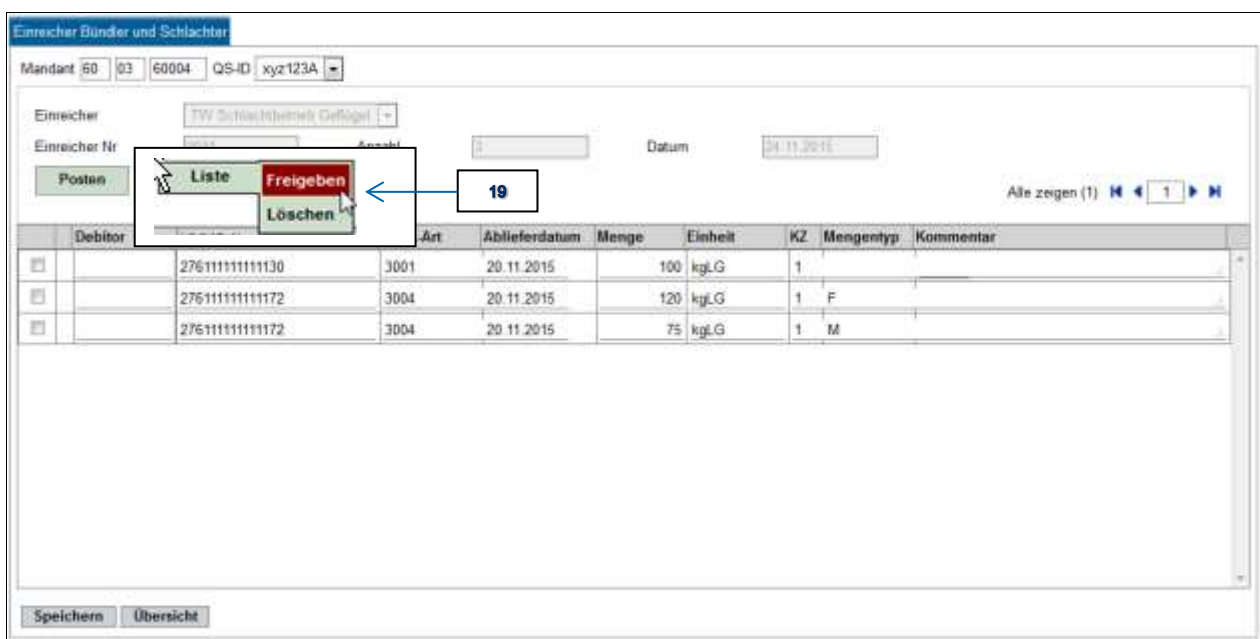 Einreicher Bündler und Schlachter
Mandant 60 03 60004 QS-ID xyz123A
Einreicher TW Schlachtbetrieb Geflügel
Einreicher Nr Datum 24.11.2015
Posten Liste Freigeben 19 Alle zeigen (1) 1
Löschen
Debitor -Art Ablieferdatum Menge Einheit KZ Mengentyp Kommentar
276111111111130 3001 20.11.2015 100 kgLG 1
276111111111172 3004 20.11.2015 120 kgLG 1 F
276111111111172 3004 20.11.2015 75 kgLG 1 M
Speichern Übersicht